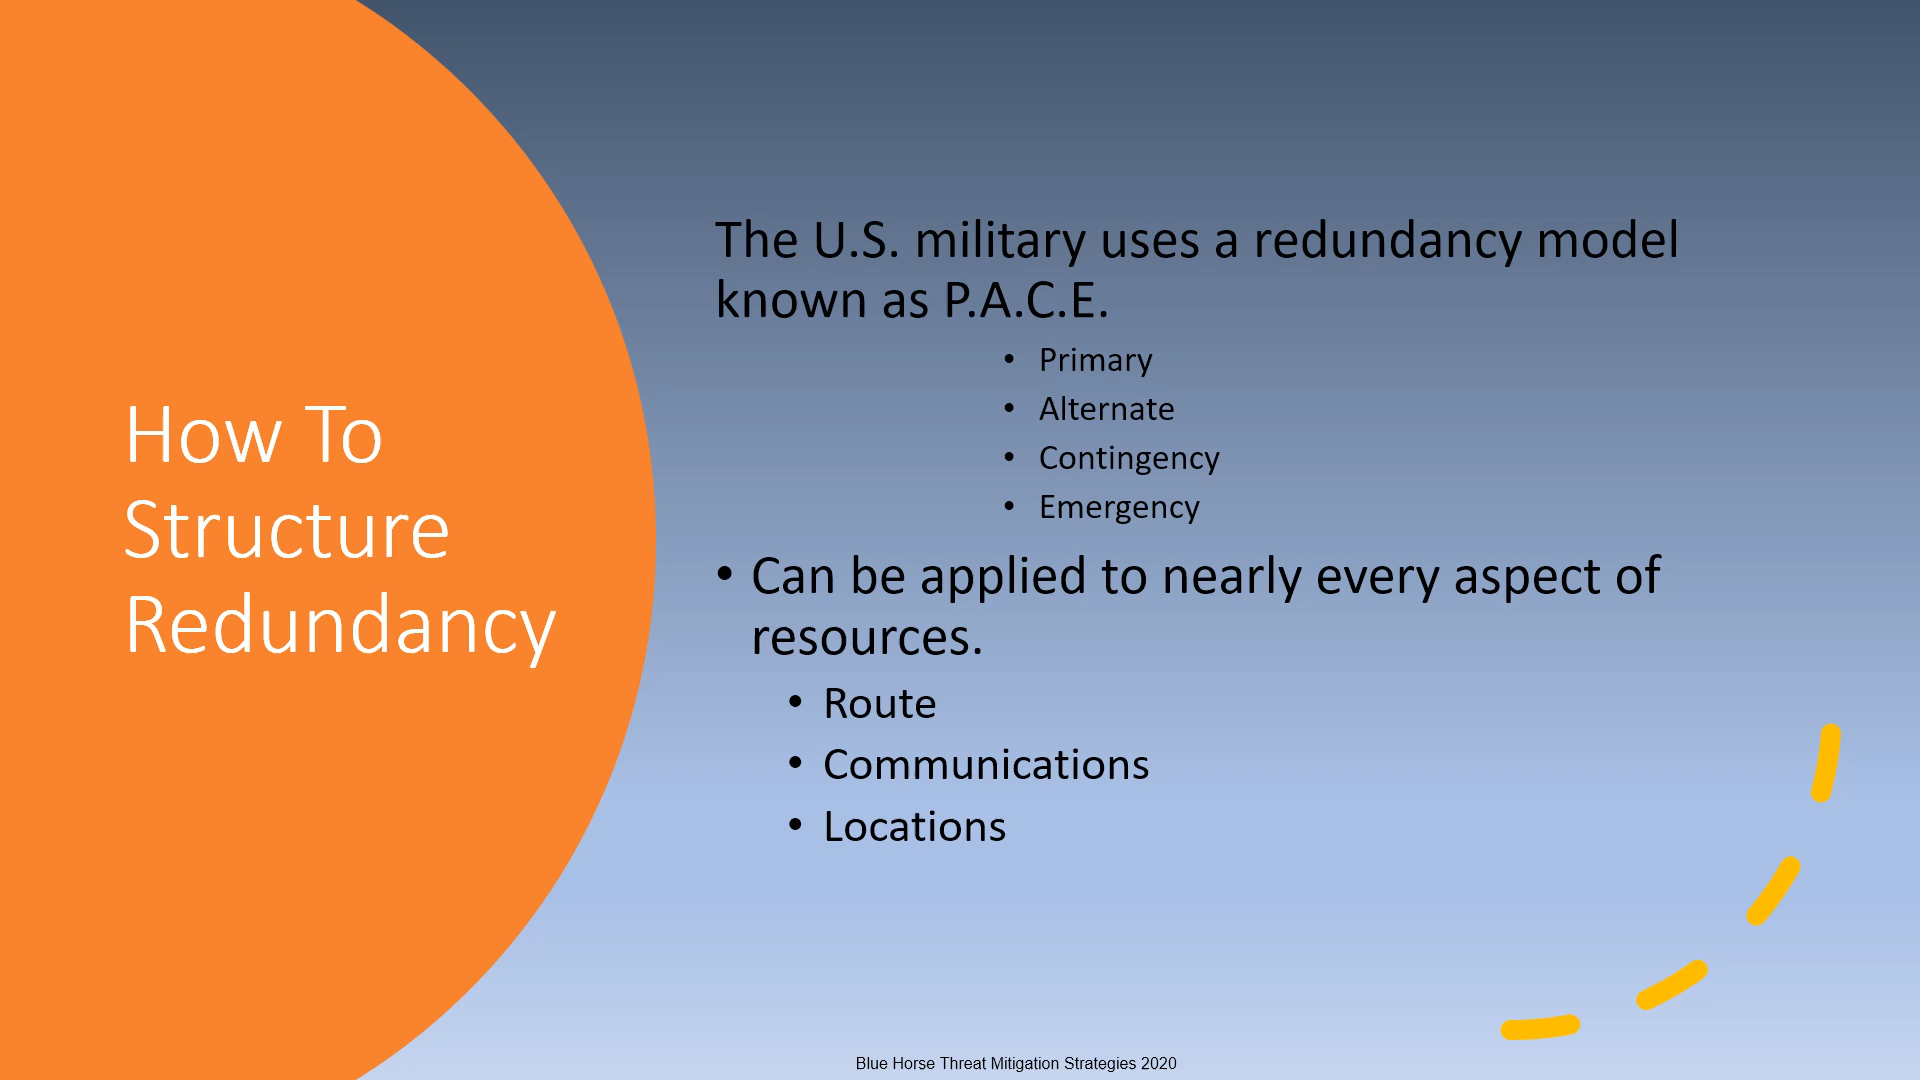 How To
Structure
Redundancy
The U.S. military uses a redundancy model
known as P.A.C.E.
• Primary
• Alternate
• Contingency
• Emergency
• Can be applied to nearly every aspect of
resources.
• Route
• Communications
• Locations
Blue Horse Threat Mitigation Strategies 2020